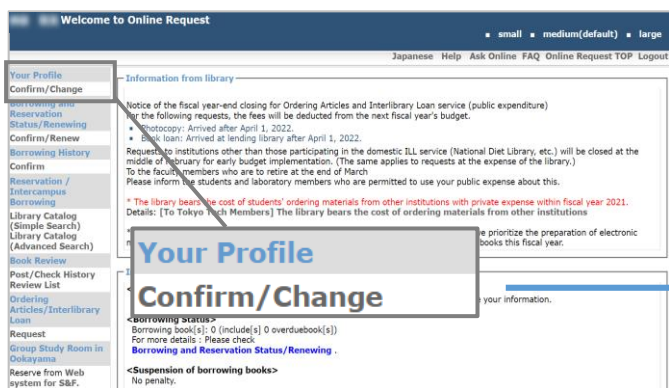 Welcome to Online Request
small medium(default) large
Japanese Help Ask Online FAQ Online Request TOP Logout
Your Profile
Confirm/Change
Borrowing and
Reservation
Status/Renewing
Confirm/Renew
Borrowing History
Confirm
Reservation /
Intercampus
Borrowing
Library Catalog
(Simple Search)
Library Catalog
(Advanced Search)
Book Review
Post/Check History
Review List
Ordering
Articles/Interlibrary
Loan
Request
Group Study Room in
Ookayama
Reserve from Web
system for S&F.
Information from library
Notice of the fiscal year-end closing for Ordering Articles and Interlibrary Loan service (public expenditure)
For the following requests, the fees will be deducted from the next fiscal year's budget.
Photocopy: Arrived after April 1, 2022.
Book loan: Arrived at lending library after April 1, 2022.
Requests to institutions other than those participating in the domestic ILL service (National Diet Library, etc.) will be closed at the
middle of February for early budget implementation. (The same applies to requests at the expense of the library.)
To the faculty members who are to retire at the end of March
Please inform the students and laboratory members who are permitted to use your public expense about this.
* The library bears the cost of students' ordering materials from other institutions with private expense within fiscal year 2021.
Details: [To Tokyo Tech Members] The library bears the cost of ordering materials from other institutions
prioritize the preparation of electronic
books this fiscal year.
Your Profile
Confirm/Change
your information.
<Borrowing Status>
Borrowing book[s]: 0 (include[s] 0 overduebook[s])
For more details : Please check
Borrowing and Reservation Status/Renewing .
<Suspension of borrowing books>
No penalty.